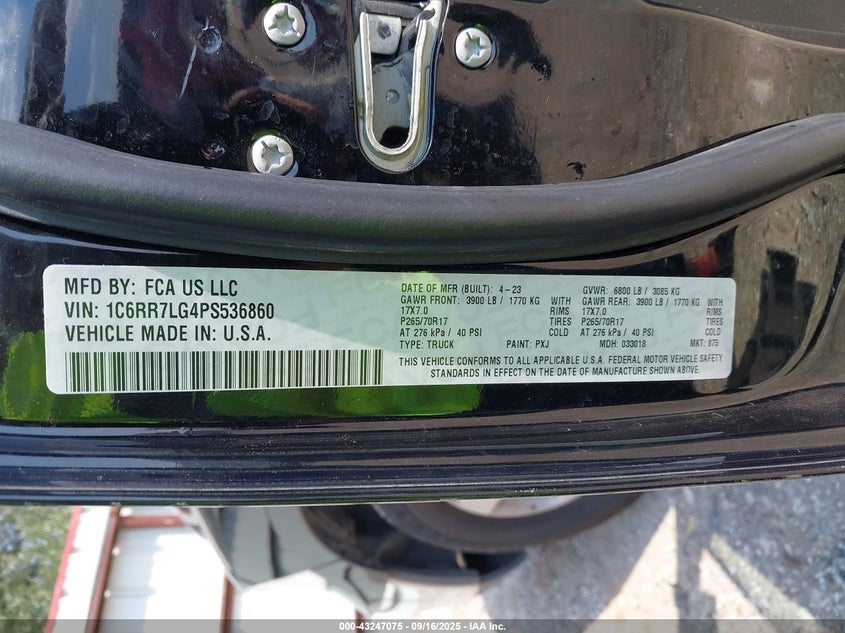 MFD BY: FCA US LLC
VIN: 1C6RR7LG4PS536860
VEHICLE MADE IN: U.S.A.
DATE OF MFR (BUILT): 4-23 GVWR: 6800 LB / 3085 KG
GAWR FRONT: 3900 LB / 1770 KG GAWR REAR: 3900 LB / 1770 KG
17X7.0 RIMS 17X7.0 RIMS
P265/70R17 TIRES P265/70R17 TIRES
AT 276 kPa / 40 PSI COLD AT 276 kPa / 40 PSI COLD
TYPE: TRUCK PAINT: PXJ MDH: 033018 MKT: 875
THIS VEHICLE CONFORMS TO ALL APPLICABLE U.S.A. FEDERAL MOTOR VEHICLE SAFETY
STANDARDS IN EFFECT ON THE DATE OF MANUFACTURE SHOWN ABOVE.
000-43247075 - 09/16/2025 - IAA Inc.